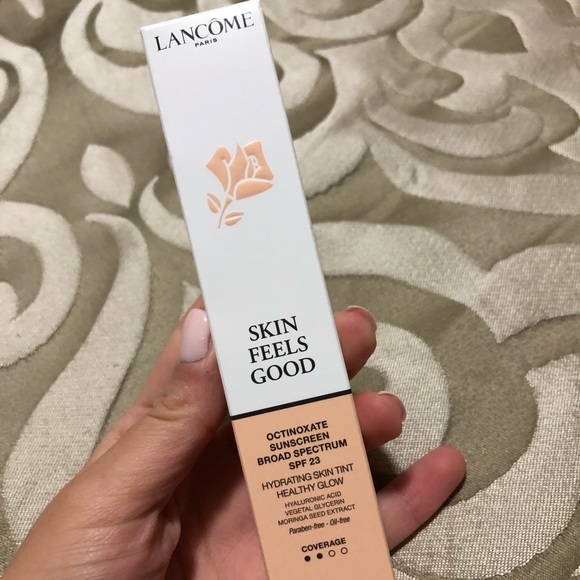 LANCÔME
PARIS
SKIN
FEELS
GOOD
OCTINOXATE
SUNSCREEN
BROAD SPECTRUM
SPF 23
HYDRATING SKIN TINT
HEALTHY GLOW
HYALURONIC ACID
VEGETAL GLYCERIN
MORINGA SEED EXTRACT
Paraben-free - Oil-free
COVERAGE